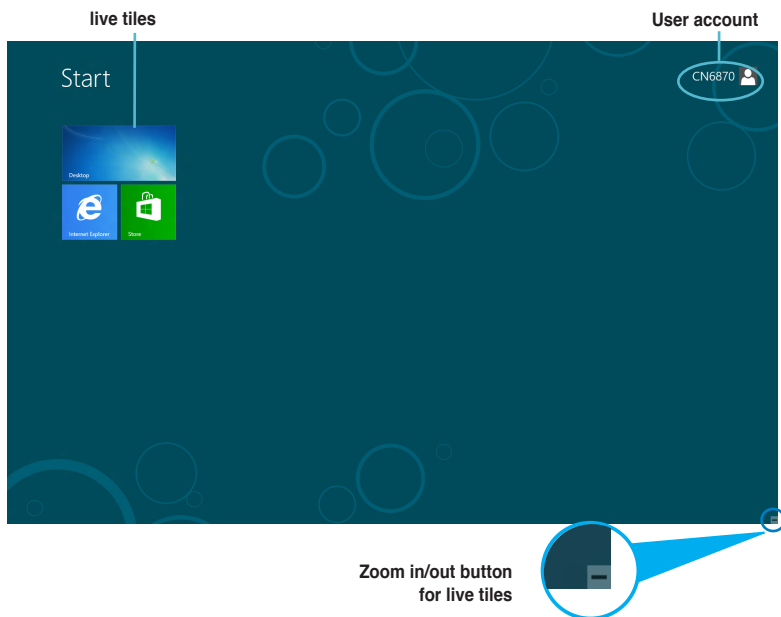 live tiles
User account
Start
CN6870
Desktop
Internet Explorer
Store
Zoom in/out button
for live tiles